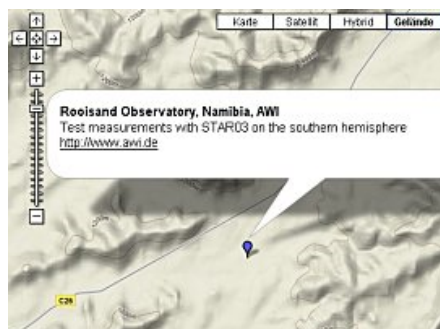 Karte
Satellit
Hybrid
Gelände
Rooisand Observatory, Namibia, AWI
Test measurements with STAR03 on the southern hemisphere
http://www.awi.de
C26